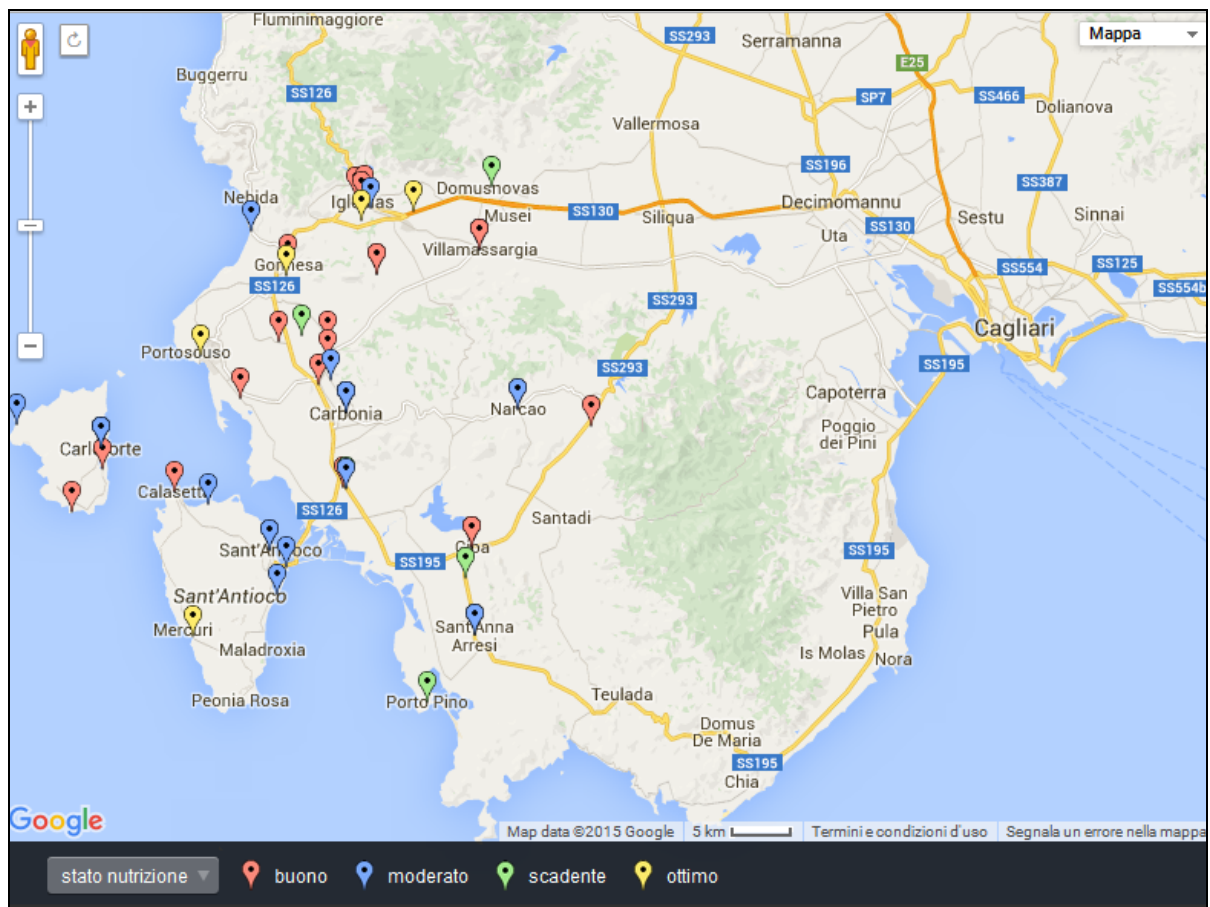 Fluminimaggiore
SS293
Serramanna
Mappa
E25
Buggerru
SS126
SP7
SS466
Dolianova
Vallermosa
SS196
SS387
Nebida
Domusnovas
Musei
SS130
Siliqua
Decimomannu
Sestu
Sinnai
Villamassargia
Uta
SS130
Gonnesa
SS554
SS125
SS126
SS554b
SS293
Cagliari
Portosouso
SS293
SS195
Carbonia
Narcao
Capoterra
Poggio
dei Pini
Carloforte
Calasetta
SS126
Santadi
Sant'Antioco
SS195
SS195
Sant'Antioco
Villa San
Pietro
Mercuri
Sant'Anna
Arresi
Pula
Maladroxia
Is Molas
Nora
Peonia Rosa
Porto Pino
Teulada
Domus
De Maria
SS195
Chia
Google
Map data ©2015 Google
5 km
Termini e condizioni d'uso
Segnala un errore nella mappa
stato nutrizione
buono
moderato
scadente
ottimo